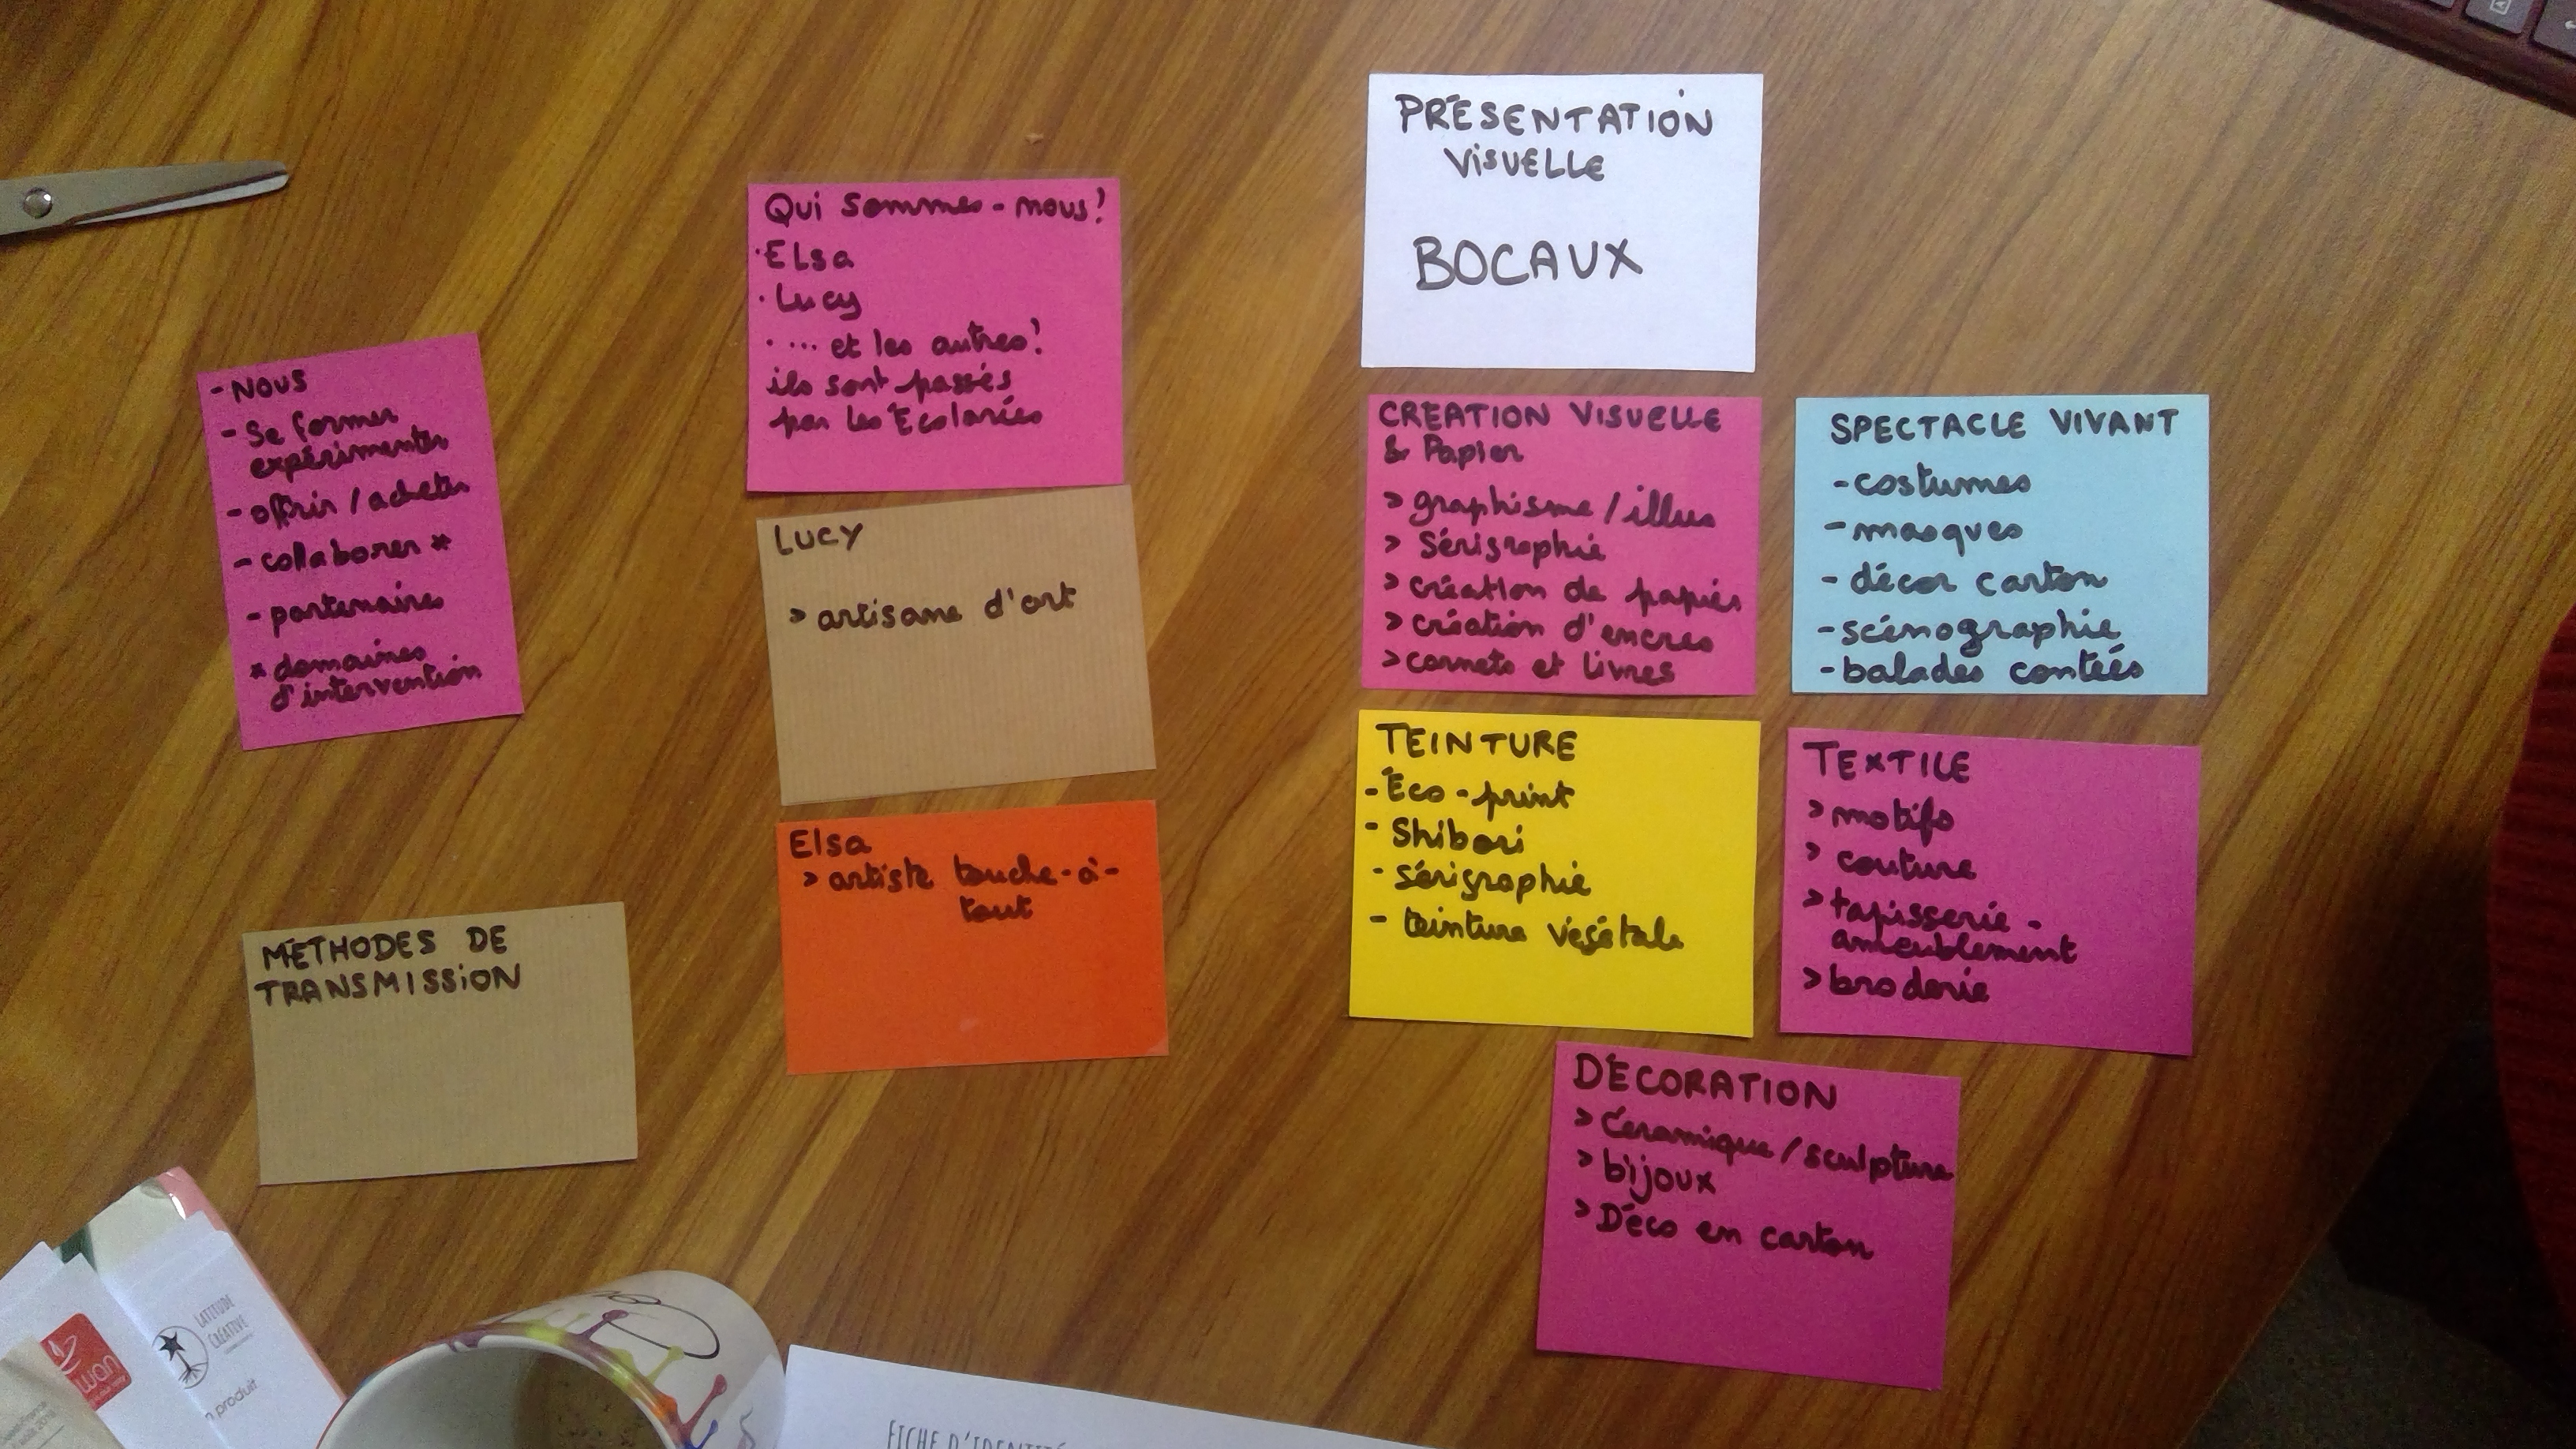 - NOUS
- Se former
expérimenter
- offrir / acheter
- collaborer *
- partenaires
* domaines
d'intervention
MÉTHODES DE
TRANSMISSION
Qui sommes-nous?
· Elsa
· Lucy
· ... et les autres?
ils sont passés
par les Ecolariées
LUCY
> artisane d'art
Elsa
> artiste touche-à-
tout
PRÉSENTATION
VISUELLE
BOCAUX
CREATION VISUELLE
& Papier
> graphisme / illus
> Sérigraphie
> création de papiers
> création d'encres
> carnets et livres
SPECTACLE VIVANT
- costumes
- masques
- décor carton
- scénographie
- balades contées
TEINTURE
- Éco-print
- Shibori
- sérigraphie
- teinture végétale
TEXTILE
> motifs
> couture
> tapisserie -
ameublement
> broderie
DÉCORATION
> Céramique / sculpture
> bijoux
> Déco en carton
LATITUDE
CRÉATIVE
produit
FICHE D'IDENTITÉ